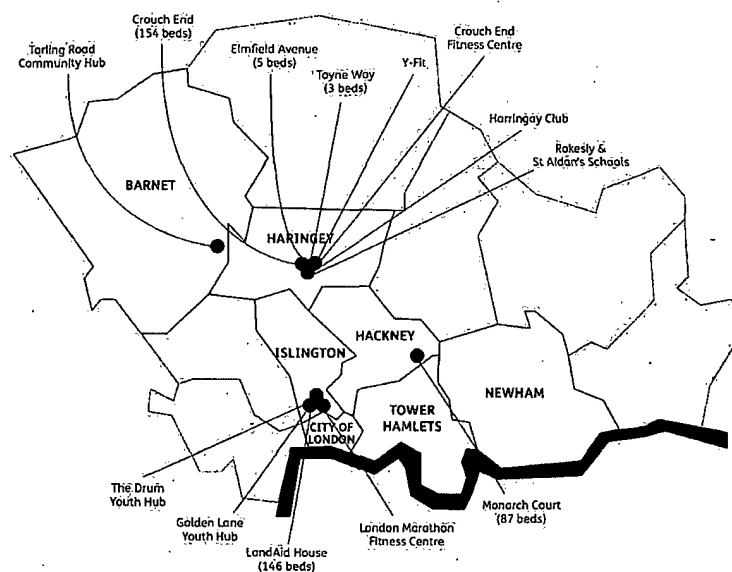 Crouch End
(154 beds)
Tarling Road
Community Hub
Elmfield Avenue
(5 beds)
Toyne Way
(3 beds)
Y-Fit
Crouch End
Fitness Centre
Harringay Club
Rokesly &
St Aidan's Schools
BARNET
HARINGEY
ISLINGTON
HACKNEY
NEWHAM
TOWER
HAMLETS
CITY OF
LONDON
The Drum
Youth Hub
Golden Lane
Youth Hub
LandAid House
(146 beds)
London Marathon
Fitness Centre
Monarch Court
(87 beds)